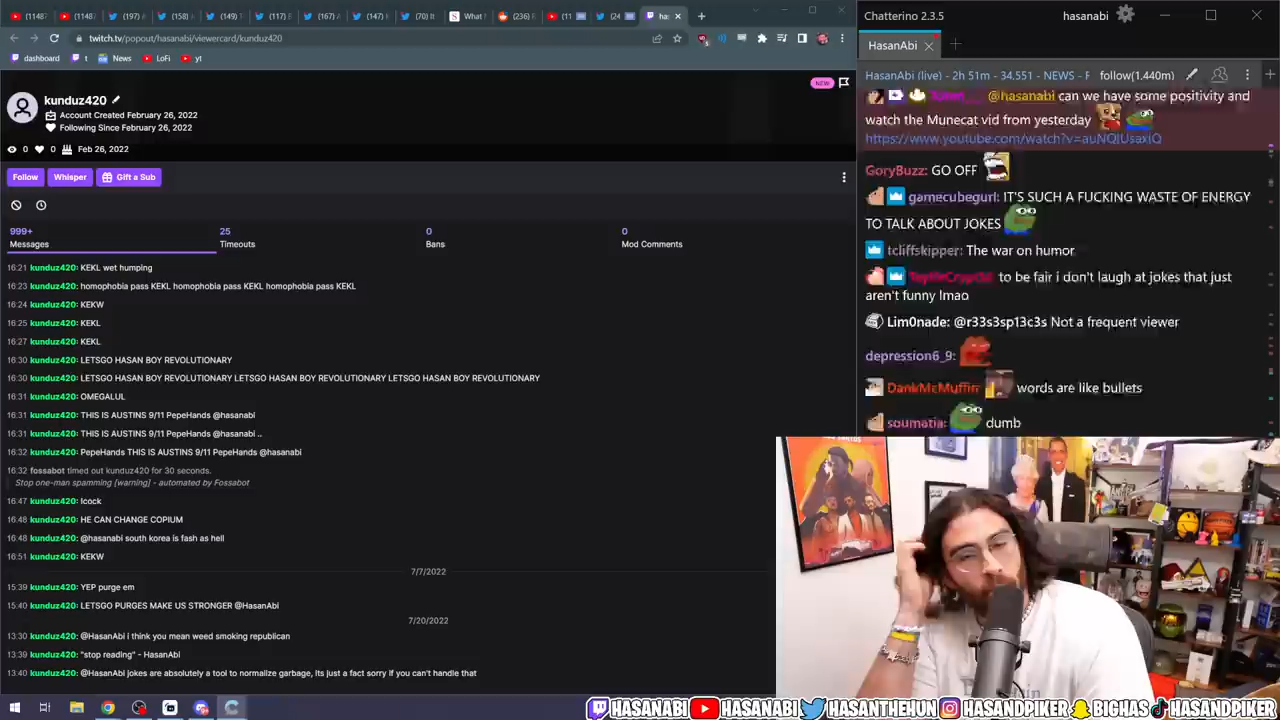 twitch.tv/popout/hasanabi/viewercard/kunduz420
dashboard
t
News
LoFi
yt
kunduz420
NEW
Account Created February 26, 2022
Following Since February 26, 2022
0
0
Feb 26, 2022
Follow
Whisper
Gift a Sub
999+
Messages
25
Timeouts
0
Bans
0
Mod Comments
16:21 kunduz420: KEKL wet humping
16:23 kunduz420: homophobia pass KEKL homophobia pass KEKL homophobia pass KEKL
16:24 kunduz420: KEKW
16:25 kunduz420: KEKL
16:27 kunduz420: KEKL
16:30 kunduz420: LETSGO HASAN BOY REVOLUTIONARY
16:30 kunduz420: LETSGO HASAN BOY REVOLUTIONARY LETSGO HASAN BOY REVOLUTIONARY LETSGO HASAN BOY REVOLUTIONARY
16:31 kunduz420: OMEGALUL
16:31 kunduz420: THIS IS AUSTINS 9/11 PepeHands @hasanabi
16:31 kunduz420: THIS IS AUSTINS 9/11 PepeHands @hasanabi ..
16:32 kunduz420: PepeHands THIS IS AUSTINS 9/11 PepeHands @hasanabi
16:32 fossabot timed out kunduz420 for 30 seconds.
Stop one-man spamming [warning] - automated by Fossabot
16:47 kunduz420: !cock
16:48 kunduz420: HE CAN CHANGE COPIUM
16:48 kunduz420: @hasanabi south korea is fash as hell
16:51 kunduz420: KEKW
7/7/2022
15:39 kunduz420: YEP purge em
15:40 kunduz420: LETSGO PURGES MAKE US STRONGER @HasanAbi
7/20/2022
13:30 kunduz420: @HasanAbi i think you mean weed smoking republican
13:39 kunduz420: "stop reading" - HasanAbi
13:40 kunduz420: @HasanAbi jokes are absolutely a tool to normalize garbage, its just a fact sorry if you can't handle that
Chatterino 2.3.5
hasanabi
HasanAbi
HasanAbi (live) - 2h 51m - 34.551 - NEWS - F
follow(1.440m)
@hasanabi can we have some positivity and
watch the Munecat vid from yesterday
https://www.youtube.com/watch?v=auNQIUsaxIQ
GoryBuzz: GO OFF
gamecubegurl: IT'S SUCH A FUCKING WASTE OF ENERGY
TO TALK ABOUT JOKES
tcliffskipper: The war on humor
to be fair i don't laugh at jokes that just
aren't funny lmao
Lim0nade: @r33s3sp13c3s Not a frequent viewer
depression6_9:
DankMcMuffin words are like bullets
soumatia: dumb
HASANABI
HASANABI
HASANTHEHUN
HASANDPIKER
BIGHAS
HASANDPIKER